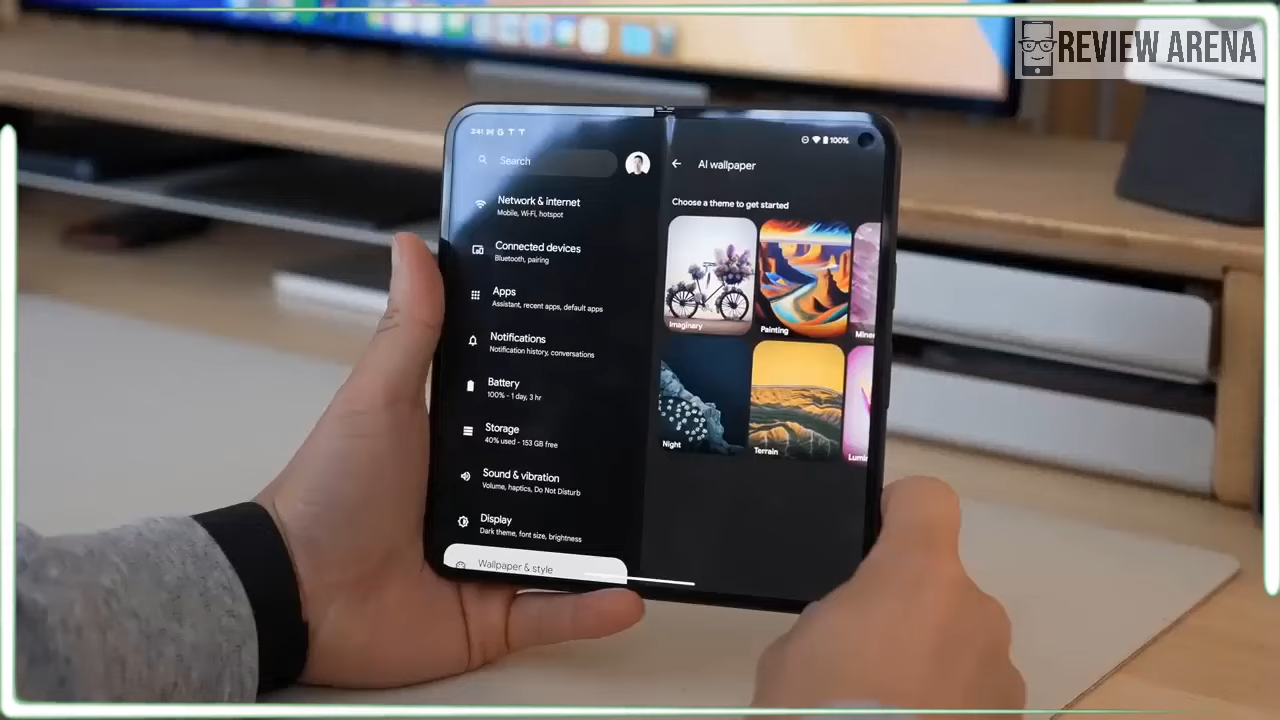 REVIEW ARENA
2:41
100%
Search
AI wallpaper
Network & internet
Mobile, Wi-Fi, hotspot
Choose a theme to get started
Connected devices
Bluetooth, pairing
Apps
Assistant, recent apps, default apps
Imaginary
Painting
Notifications
Notification history, conversations
Battery
100% - 1 day, 3 hr
Storage
40% used - 153 GB free
Night
Terrain
Sound & vibration
Volume, haptics, Do Not Disturb
Display
Dark theme, font size, brightness
Wallpaper & style